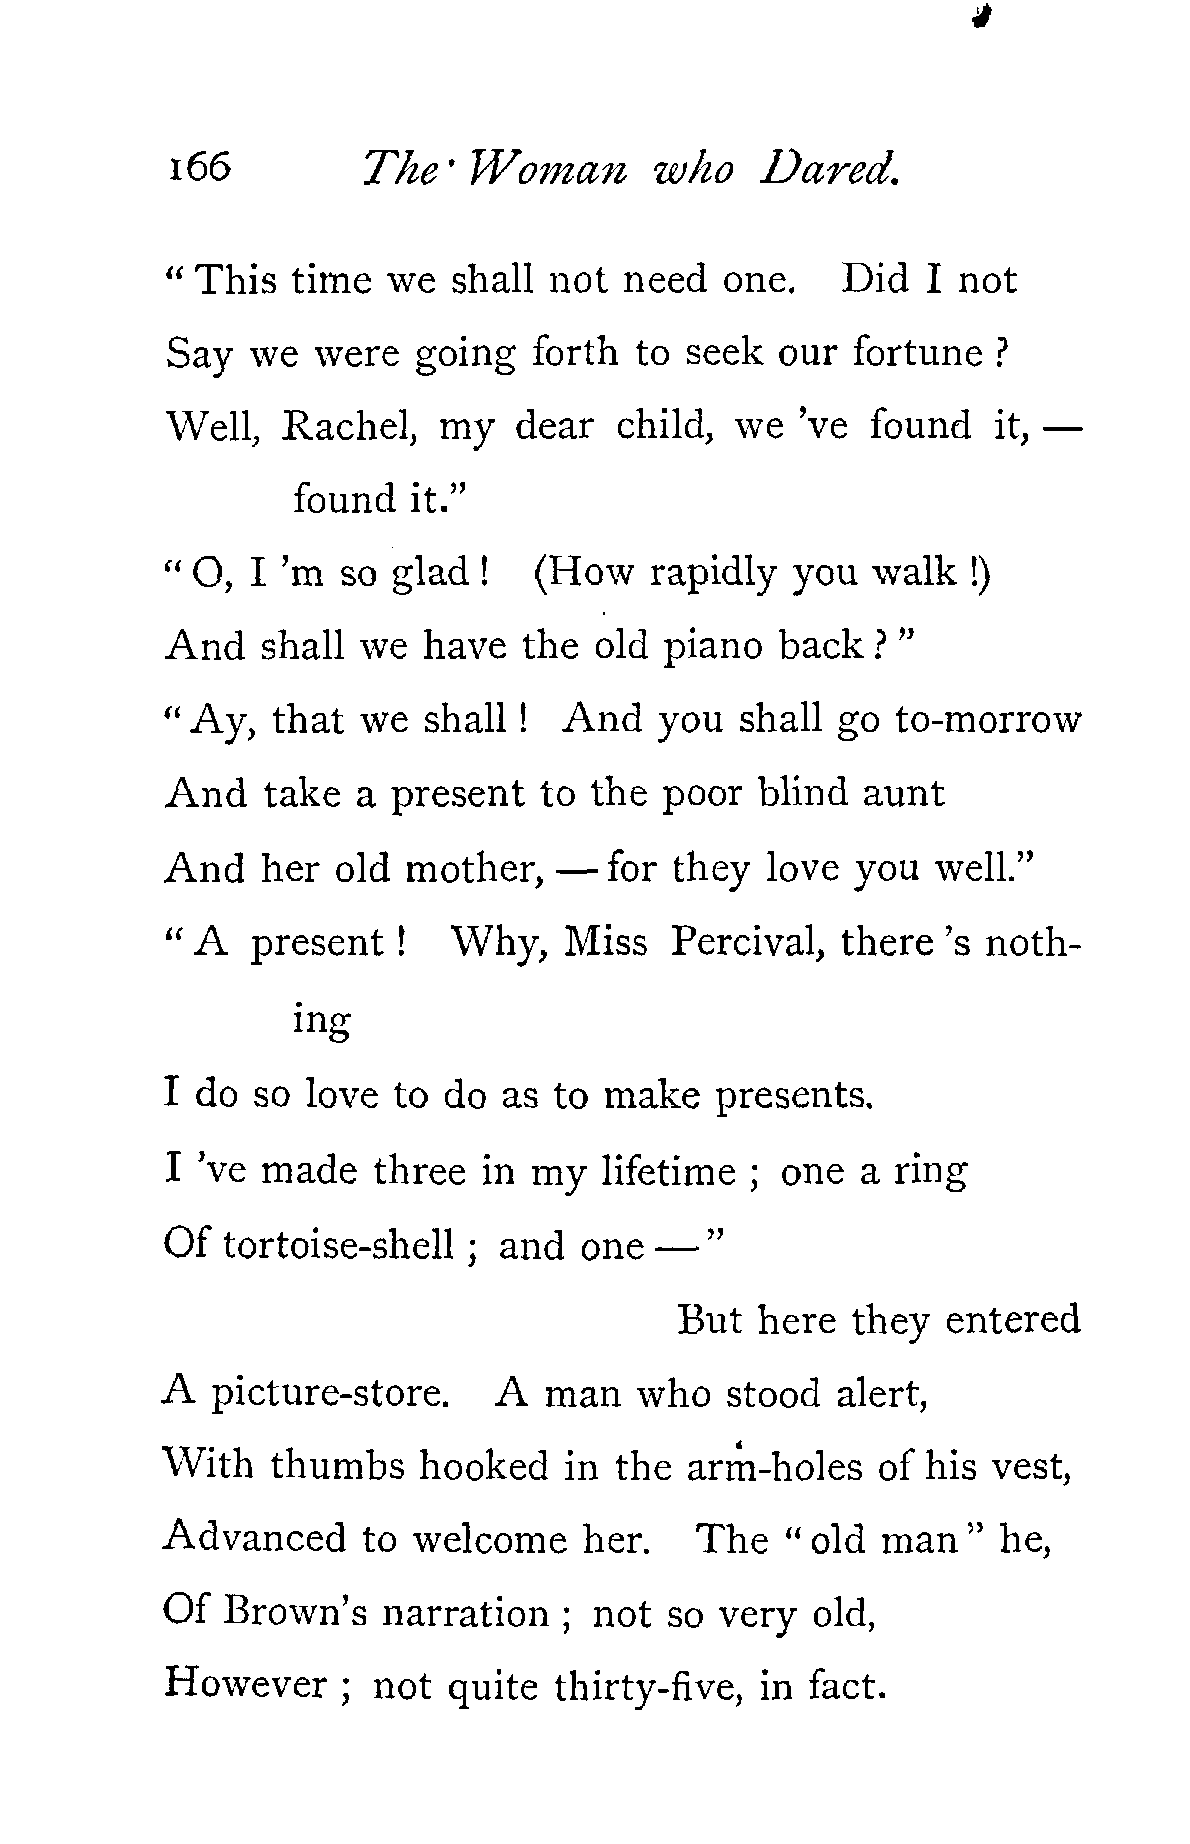 166 The Woman who Dared.
“ This time we shall not need one. Did I not
Say we were going forth to seek our fortune ?
Well, Rachel, my dear child, we ’ve found it, —
found it.”
“ O, I ’m so glad ! (How rapidly you walk !)
And shall we have the old piano back ? ”
“ Ay, that we shall ! And you shall go to-morrow
And take a present to the poor blind aunt
And her old mother, — for they love you well.”
“ A present ! Why, Miss Percival, there ’s noth-
ing
I do so love to do as to make presents.
I ’ve made three in my lifetime ; one a ring
Of tortoise-shell ; and one — ”
But here they entered
A picture-store. A man who stood alert,
With thumbs hooked in the arm-holes of his vest,
Advanced to welcome her. The “ old man ” he,
Of Brown’s narration ; not so very old,
However ; not quite thirty-five, in fact.